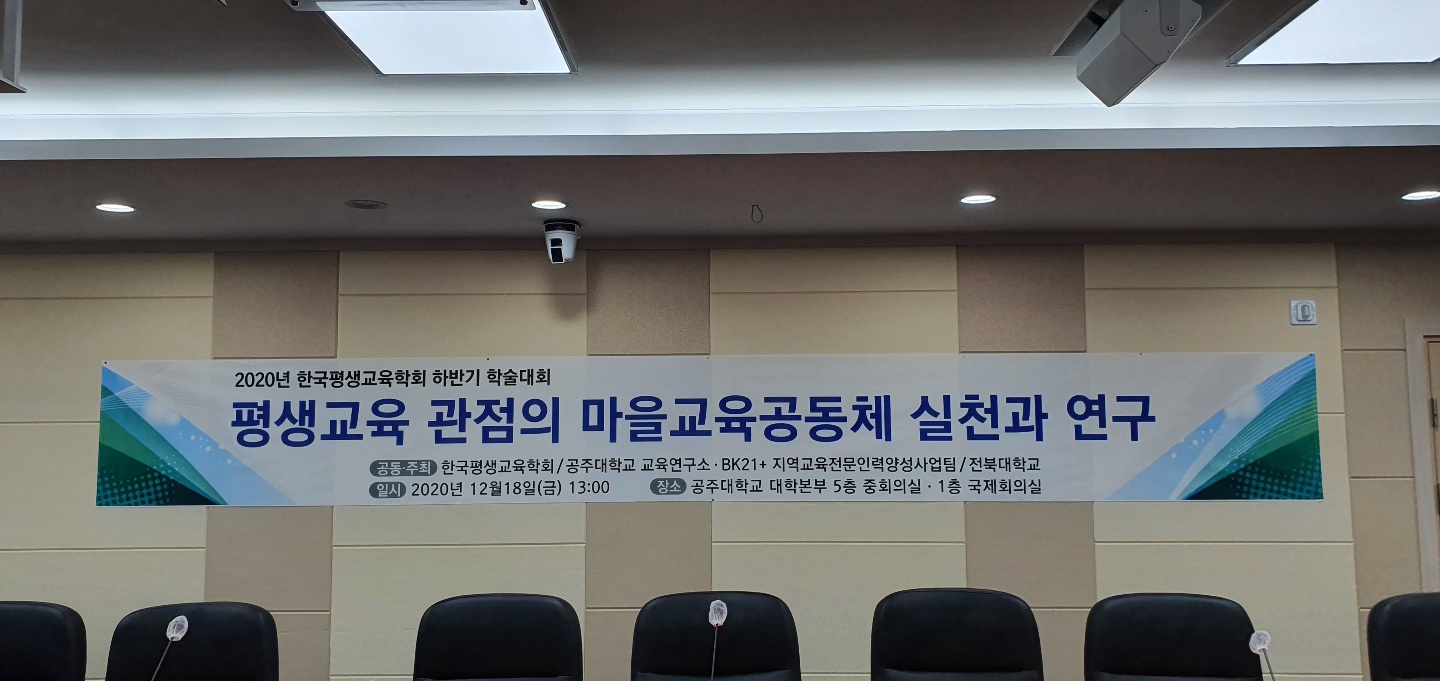 2020년 한국평생교육학회 하반기 학술대회
평생교육 관점의 마을교육공동체 실천과 연구
공동·주최 한국평생교육학회/공주대학교 교육연구소·BK21+ 지역교육전문인력양성사업팀/전북대학교
일시 2020년 12월18일(금) 13:00 장소 공주대학교 대학본부 5층 중회의실·1층 국제회의실